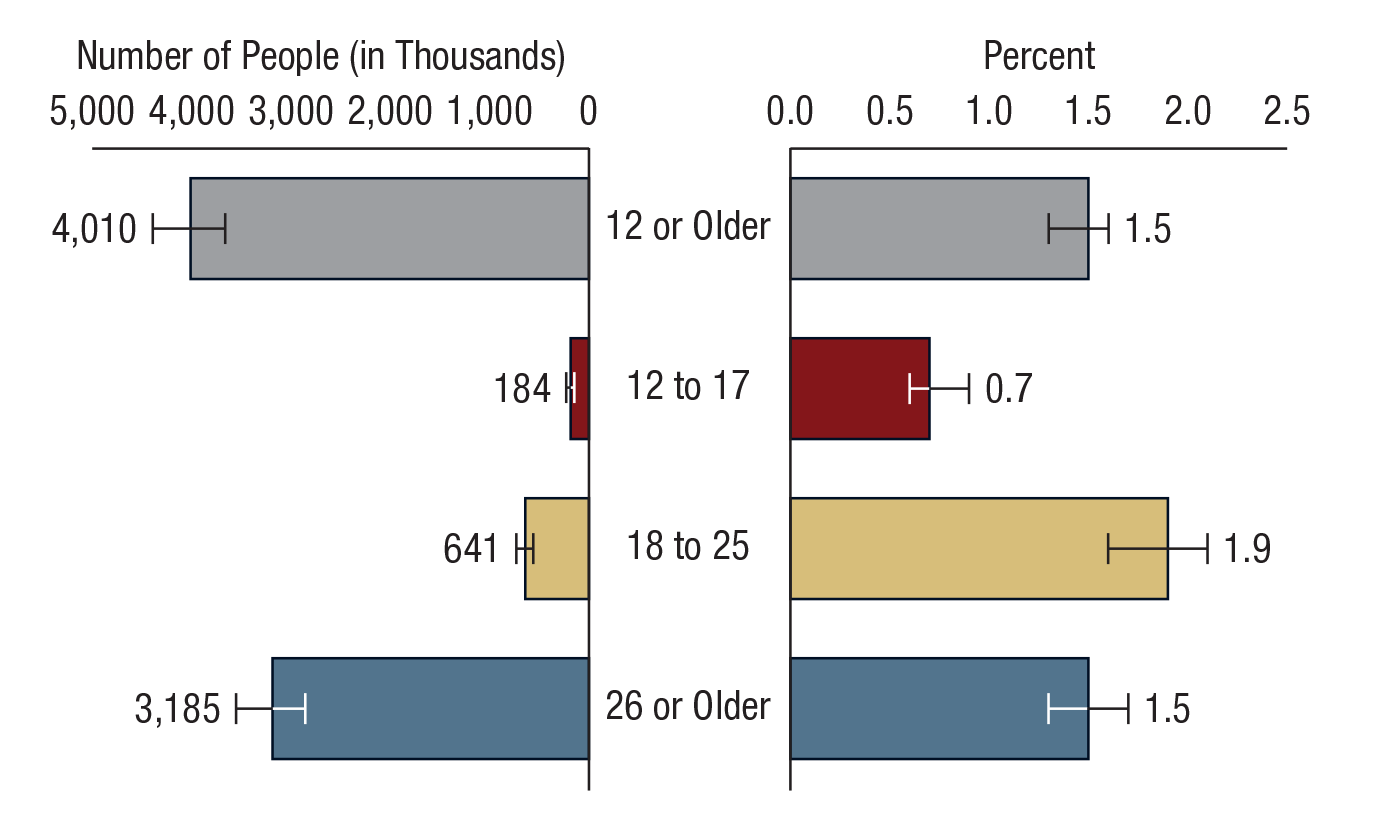 Number of People (in Thousands)
Percent
5,000 4,000 3,000 2,000 1,000 0
0.0 0.5 1.0 1.5 2.0 2.5
4,010 12 or Older 1.5
184 12 to 17 0.7
641 18 to 25 1.9
3,185 26 or Older 1.5